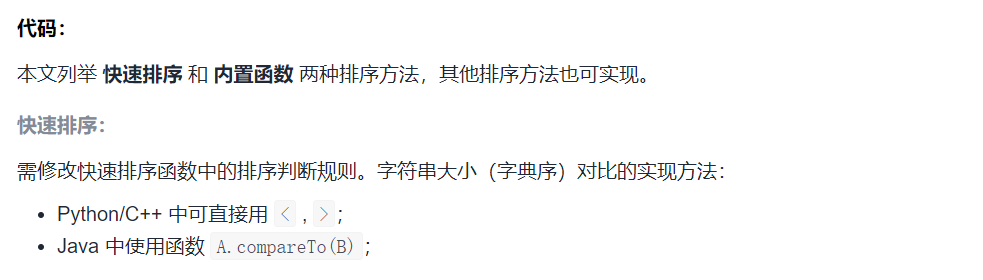 代码：
本文列举 快速排序 和 内置函数 两种排序方法，其他排序方法也可实现。
快速排序：
需修改快速排序函数中的排序判断规则。字符串大小（字典序）对比的实现方法：
• Python/C++ 中可直接用 < , > ；
• Java 中使用函数 A.compareTo(B) ；